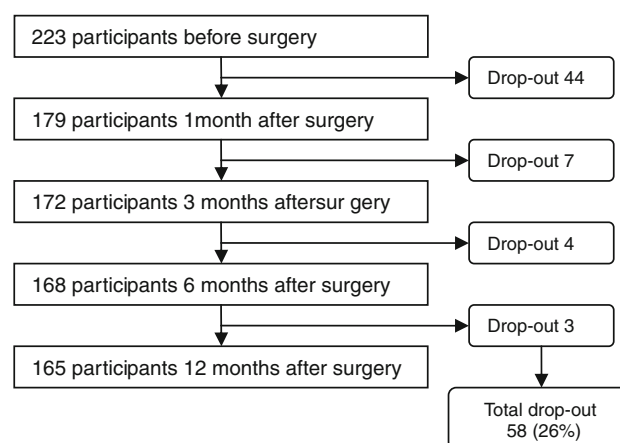 223 participants before surgery
Drop-out 44
179 participants 1month after surgery
Drop-out 7
172 participants 3 months aftersur gery
Drop-out 4
168 participants 6 months after surgery
Drop-out 3
165 participants 12 months after surgery
Total drop-out
58 (26%)